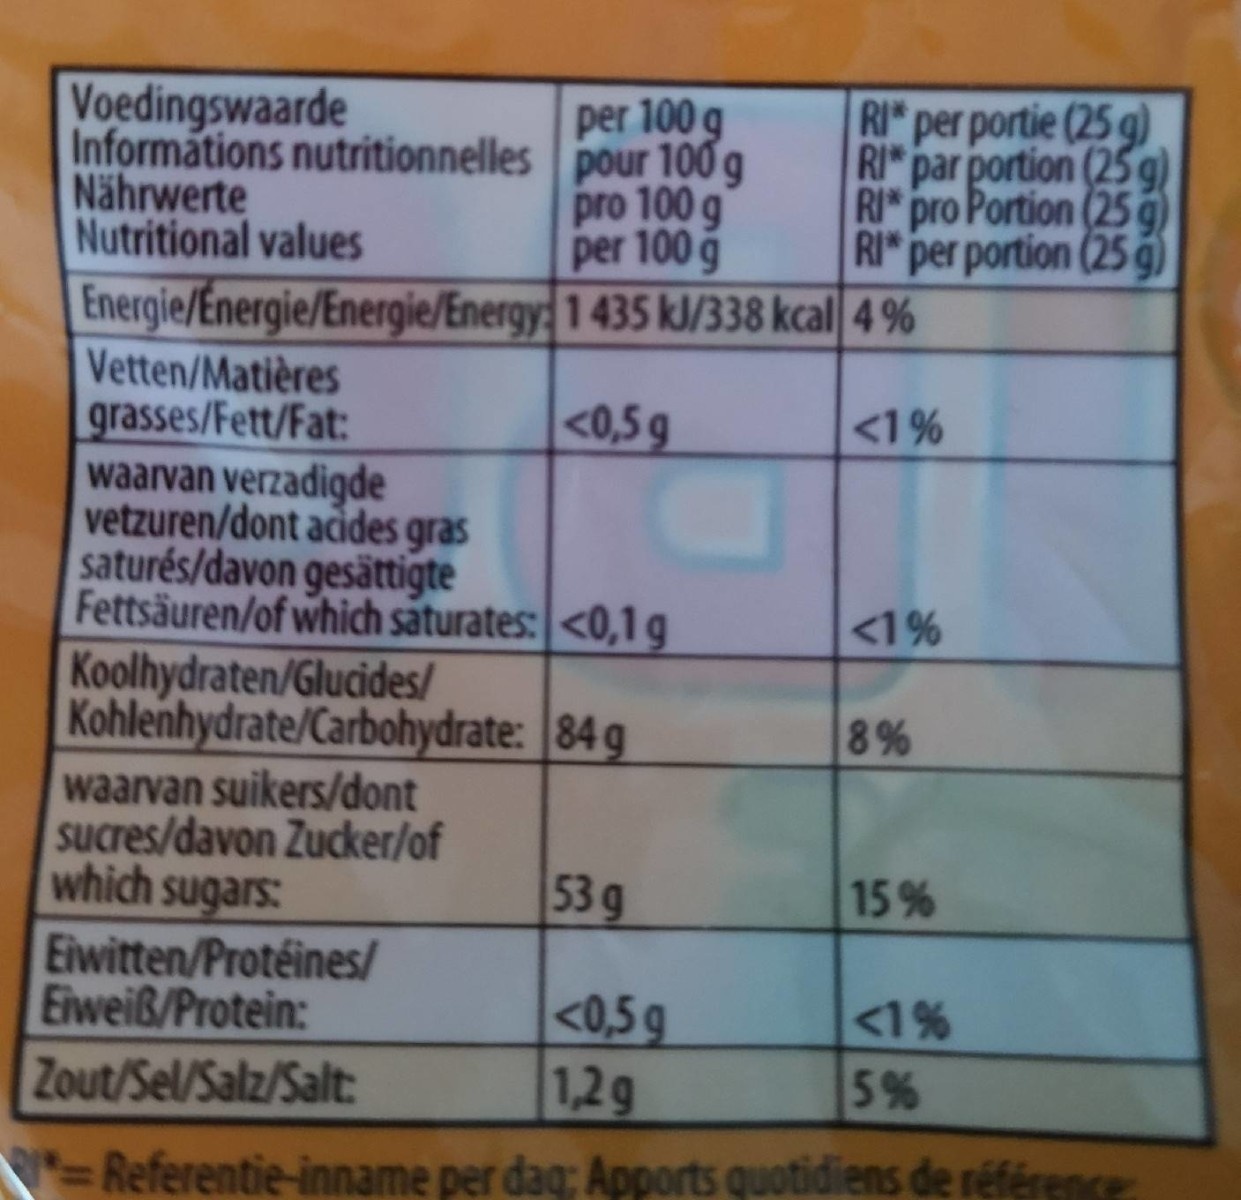 Voedingswaarde
Informations nutritionnelles
Nährwerte
Nutritional values
per 100 g
pour 100 g
pro 100 g
per 100 g
RI* per portie (25 g)
RI* par portion (25 g)
RI* pro Portion (25 g)
RI* per portion (25 g)
Energie/Énergie/Energie/Energy: 1 435 kJ/338 kcal 4 %
Vetten/Matières
grasses/Fett/Fat: <0,5 g <1 %
waarvan verzadigde
vetzuren/dont acides gras
saturés/davon gesättigte
Fettsäuren/of which saturates: <0,1 g <1 %
Koolhydraten/Glucides/
Kohlenhydrate/Carbohydrate: 84 g 8 %
waarvan suikers/dont
sucres/davon Zucker/of
which sugars: 53 g 15 %
Eiwitten/Protéines/
Eiweiß/Protein: <0,5 g <1 %
Zout/Sel/Salz/Salt: 1,2 g 5 %
RI*= Referentie-inname per dag; Apports quotidiens de référence